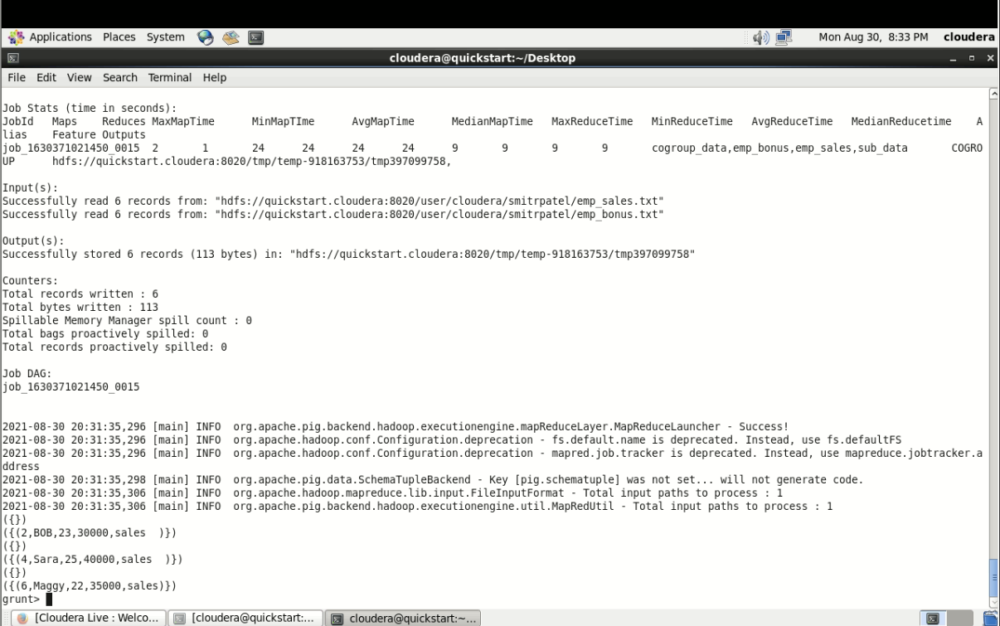 Applications Places System Mon Aug 30, 8:33 PM cloudera
cloudera@quickstart:~/Desktop
File Edit View Search Terminal Help
Job Stats (time in seconds):
JobId Maps Reduces MaxMapTime MinMapTIme AvgMapTime MedianMapTime MaxReduceTime MinReduceTime AvgReduceTime MedianReducetime A
lias Feature Outputs
job_1630371021450_0015 2 1 24 24 24 24 9 9 9 9 cogroup_data,emp_bonus,emp_sales,sub_data COGRO
UP hdfs://quickstart.cloudera:8020/tmp/temp-918163753/tmp397099758,
Input(s):
Successfully read 6 records from: "hdfs://quickstart.cloudera:8020/user/cloudera/smitrpatel/emp_sales.txt"
Successfully read 6 records from: "hdfs://quickstart.cloudera:8020/user/cloudera/smitrpatel/emp_bonus.txt"
Output(s):
Successfully stored 6 records (113 bytes) in: "hdfs://quickstart.cloudera:8020/tmp/temp-918163753/tmp397099758"
Counters:
Total records written : 6
Total bytes written : 113
Spillable Memory Manager spill count : 0
Total bags proactively spilled: 0
Total records proactively spilled: 0
Job DAG:
job_1630371021450_0015
2021-08-30 20:31:35,296 [main] INFO org.apache.pig.backend.hadoop.executionengine.mapReduceLayer.MapReduceLauncher - Success!
2021-08-30 20:31:35,296 [main] INFO org.apache.hadoop.conf.Configuration.deprecation - fs.default.name is deprecated. Instead, use fs.defaultFS
2021-08-30 20:31:35,296 [main] INFO org.apache.hadoop.conf.Configuration.deprecation - mapred.job.tracker is deprecated. Instead, use mapreduce.jobtracker.a
ddress
2021-08-30 20:31:35,298 [main] INFO org.apache.pig.data.SchemaTupleBackend - Key [pig.schematuple] was not set... will not generate code.
2021-08-30 20:31:35,306 [main] INFO org.apache.hadoop.mapreduce.lib.input.FileInputFormat - Total input paths to process : 1
2021-08-30 20:31:35,306 [main] INFO org.apache.pig.backend.hadoop.executionengine.util.MapRedUtil - Total input paths to process : 1
({})
({(2,BOB,23,30000,sales )})
({})
({(4,Sara,25,40000,sales )})
({})
({(6,Maggy,22,35000,sales)})
grunt>
[Cloudera Live : Welco... [cloudera@quickstart:... cloudera@quickstart:~...